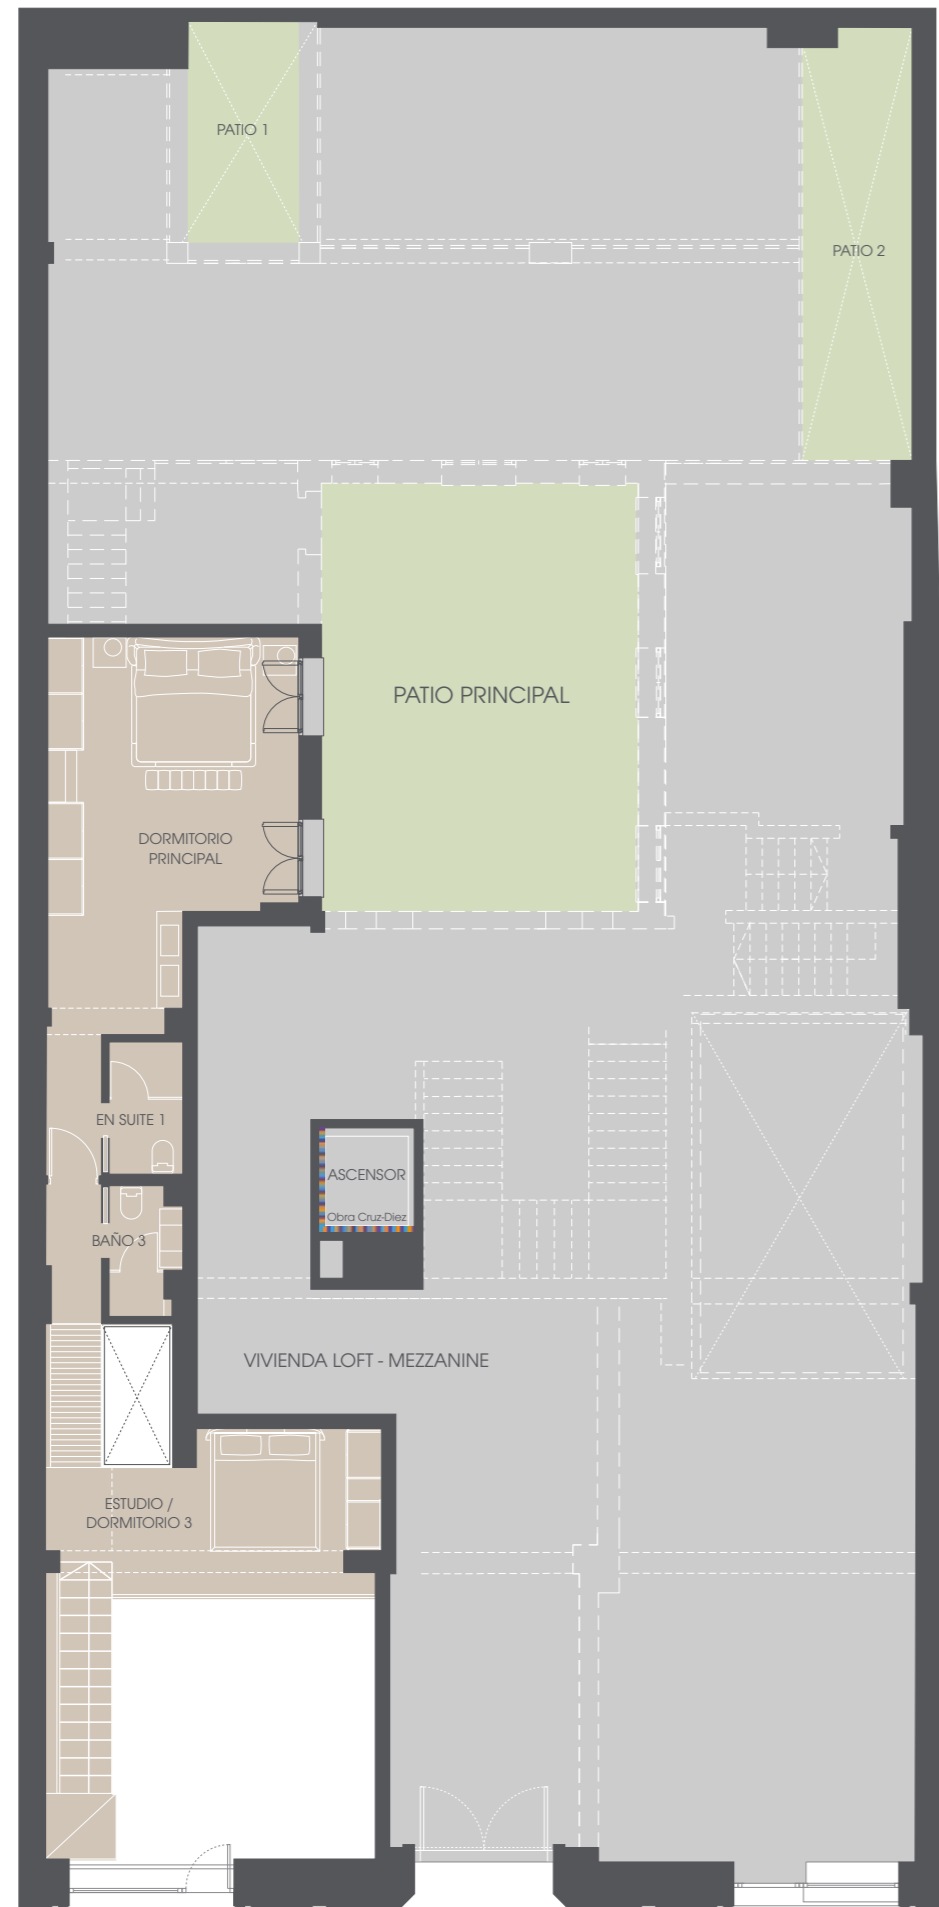 PATIO 1
PATIO 2
PATIO PRINCIPAL
DORMITORIO
PRINCIPAL
EN SUITE 1
ASCENSOR
Obra Cruz-Diez
BAÑO 3
VIVIENDA LOFT - MEZZANINE
ESTUDIO /
DORMITORIO 3